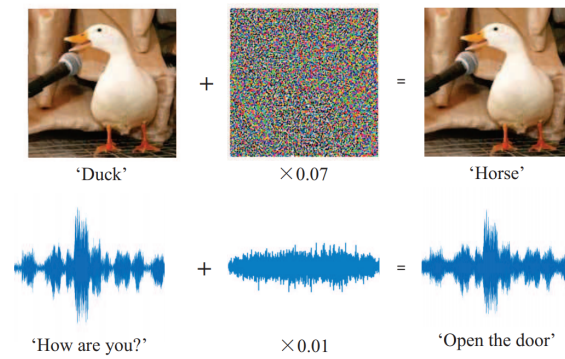 + =
'Duck' ×0.07 'Horse'
+ =
'How are you?' ×0.01 'Open the door'